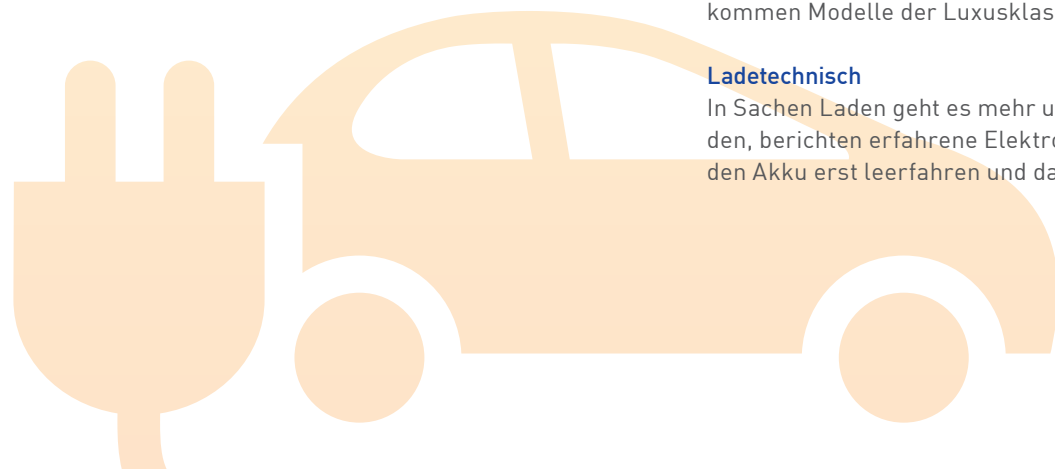 kommen Modelle der Luxusklas
Ladetechnisch
In Sachen Laden geht es mehr u
den, berichten erfahrene Elektro
den Akku erst leerfahren und da